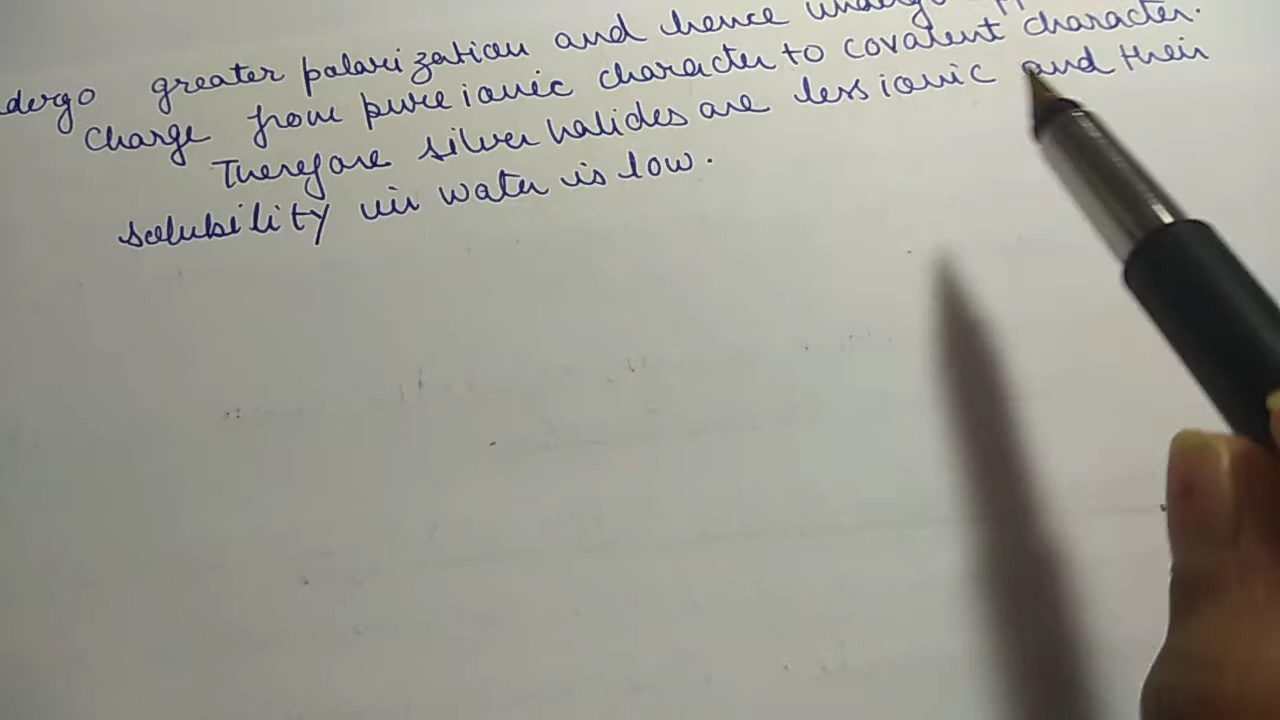 greater polarization and hence
Charge from pure ionic character to covalent character.
Therefore silver halides are less ionic and their
solubility in water is low.